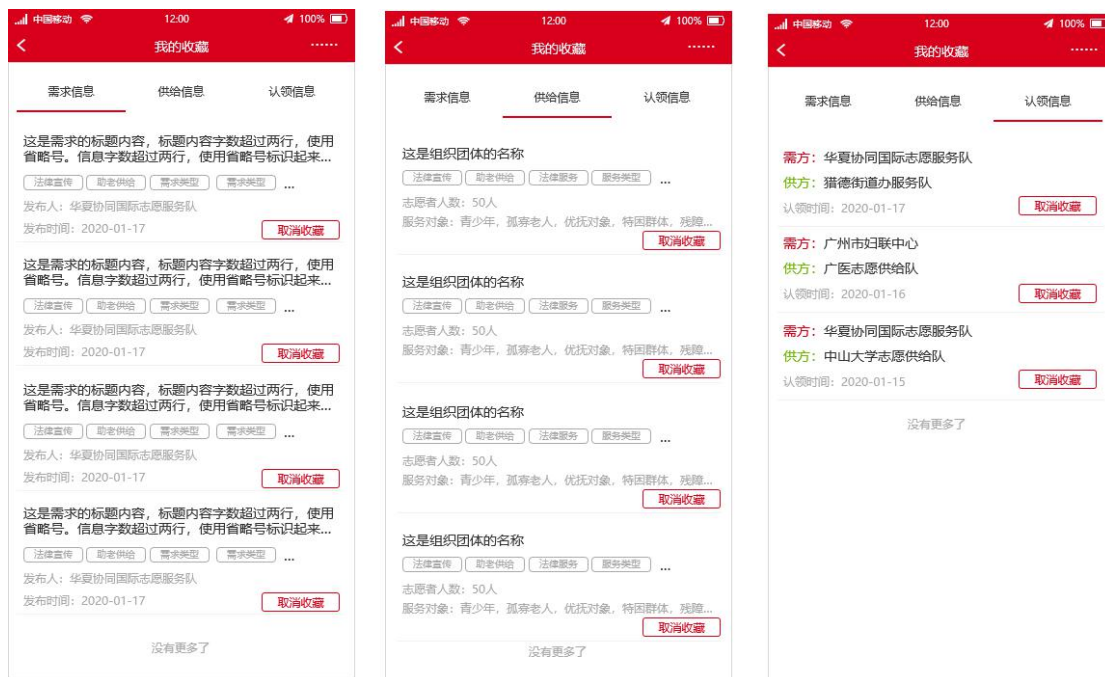 中国移动 12:00 100%
我的收藏 ······
需求信息 供给信息 认领信息
这是需求的标题内容，标题内容字数超过两行，使用
省略号。信息字数超过两行，使用省略号标识起来...
法律宣传 助老供给 需求类型 需求类型 ...
发布人：华夏协同国际志愿服务队
发布时间：2020-01-17 取消收藏
这是需求的标题内容，标题内容字数超过两行，使用
省略号。信息字数超过两行，使用省略号标识起来...
法律宣传 助老供给 需求类型 需求类型 ...
发布人：华夏协同国际志愿服务队
发布时间：2020-01-17 取消收藏
这是需求的标题内容，标题内容字数超过两行，使用
省略号。信息字数超过两行，使用省略号标识起来...
法律宣传 助老供给 需求类型 需求类型 ...
发布人：华夏协同国际志愿服务队
发布时间：2020-01-17 取消收藏
这是需求的标题内容，标题内容字数超过两行，使用
省略号。信息字数超过两行，使用省略号标识起来...
法律宣传 助老供给 需求类型 需求类型 ...
发布人：华夏协同国际志愿服务队
发布时间：2020-01-17 取消收藏
没有更多了
中国移动 12:00 100%
我的收藏 ······
需求信息 供给信息 认领信息
这是组织团体的名称
法律宣传 助老供给 法律服务 服务类型 ...
志愿者人数：50人
服务对象：青少年，孤寡老人，优抚对象，特困群体，残障...
取消收藏
这是组织团体的名称
法律宣传 助老供给 法律服务 服务类型 ...
志愿者人数：50人
服务对象：青少年，孤寡老人，优抚对象，特困群体，残障...
取消收藏
这是组织团体的名称
法律宣传 助老供给 法律服务 服务类型 ...
志愿者人数：50人
服务对象：青少年，孤寡老人，优抚对象，特困群体，残障...
取消收藏
这是组织团体的名称
法律宣传 助老供给 法律服务 服务类型 ...
志愿者人数：50人
服务对象：青少年，孤寡老人，优抚对象，特困群体，残障...
取消收藏
没有更多了
中国移动 12:00 100%
我的收藏 ······
需求信息 供给信息 认领信息
需方：华夏协同国际志愿服务队
供方：猎德街道办服务队
认领时间：2020-01-17 取消收藏
需方：广州市妇联中心
供方：广医志愿供给队
认领时间：2020-01-16 取消收藏
需方：华夏协同国际志愿服务队
供方：中山大学志愿供给队
认领时间：2020-01-15 取消收藏
没有更多了